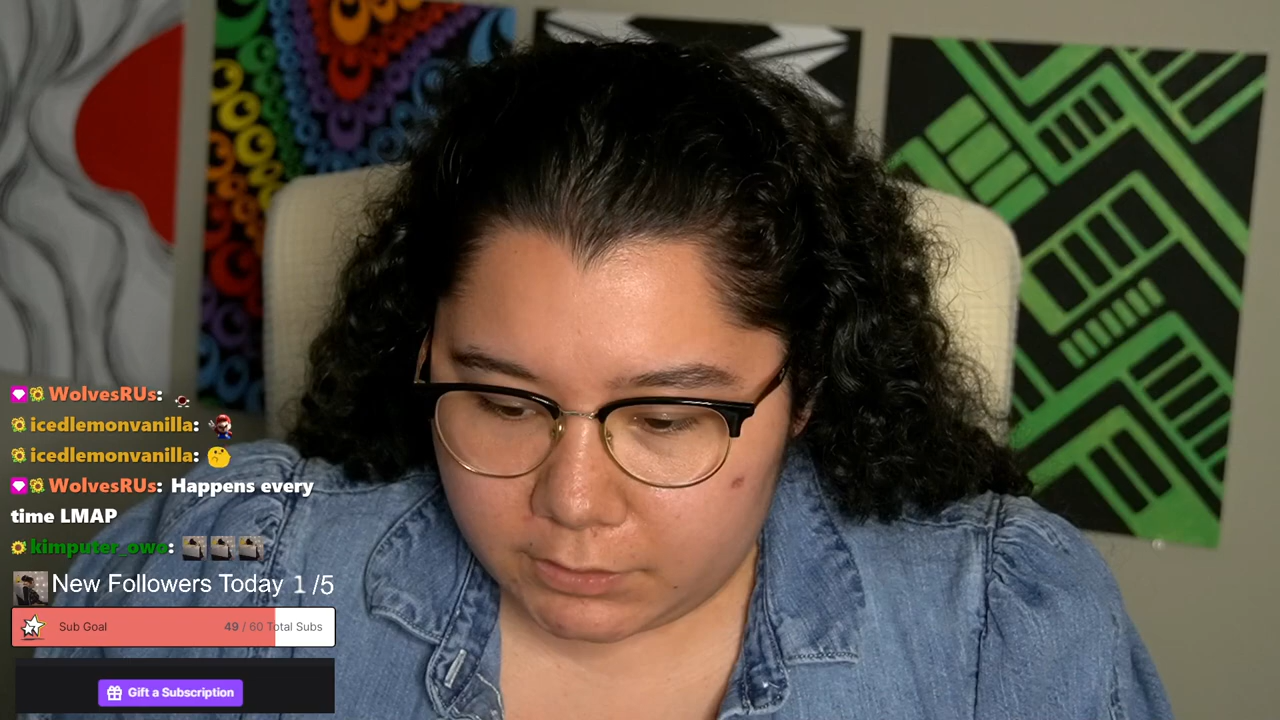 WolvesRUs:
icedlemonvanilla:
icedlemonvanilla:
WolvesRUs: Happens every
time LMAP
kimputer_owo:
New Followers Today 1 /5
Sub Goal 49 / 60 Total Subs
Gift a Subscription